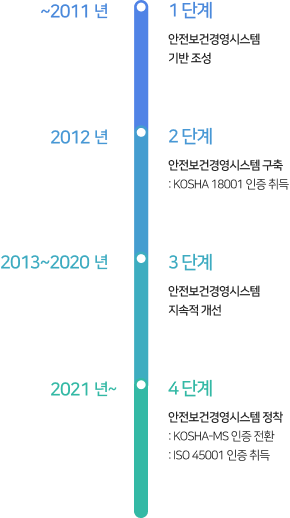 ~2011 년
1 단계
안전보건경영시스템
기반 조성
2012 년
2 단계
안전보건경영시스템 구축
: KOSHA 18001 인증 취득
2013~2020 년
3 단계
안전보건경영시스템
지속적 개선
2021 년~
4 단계
안전보건경영시스템 정착
: KOSHA-MS 인증 전환
: ISO 45001 인증 취득